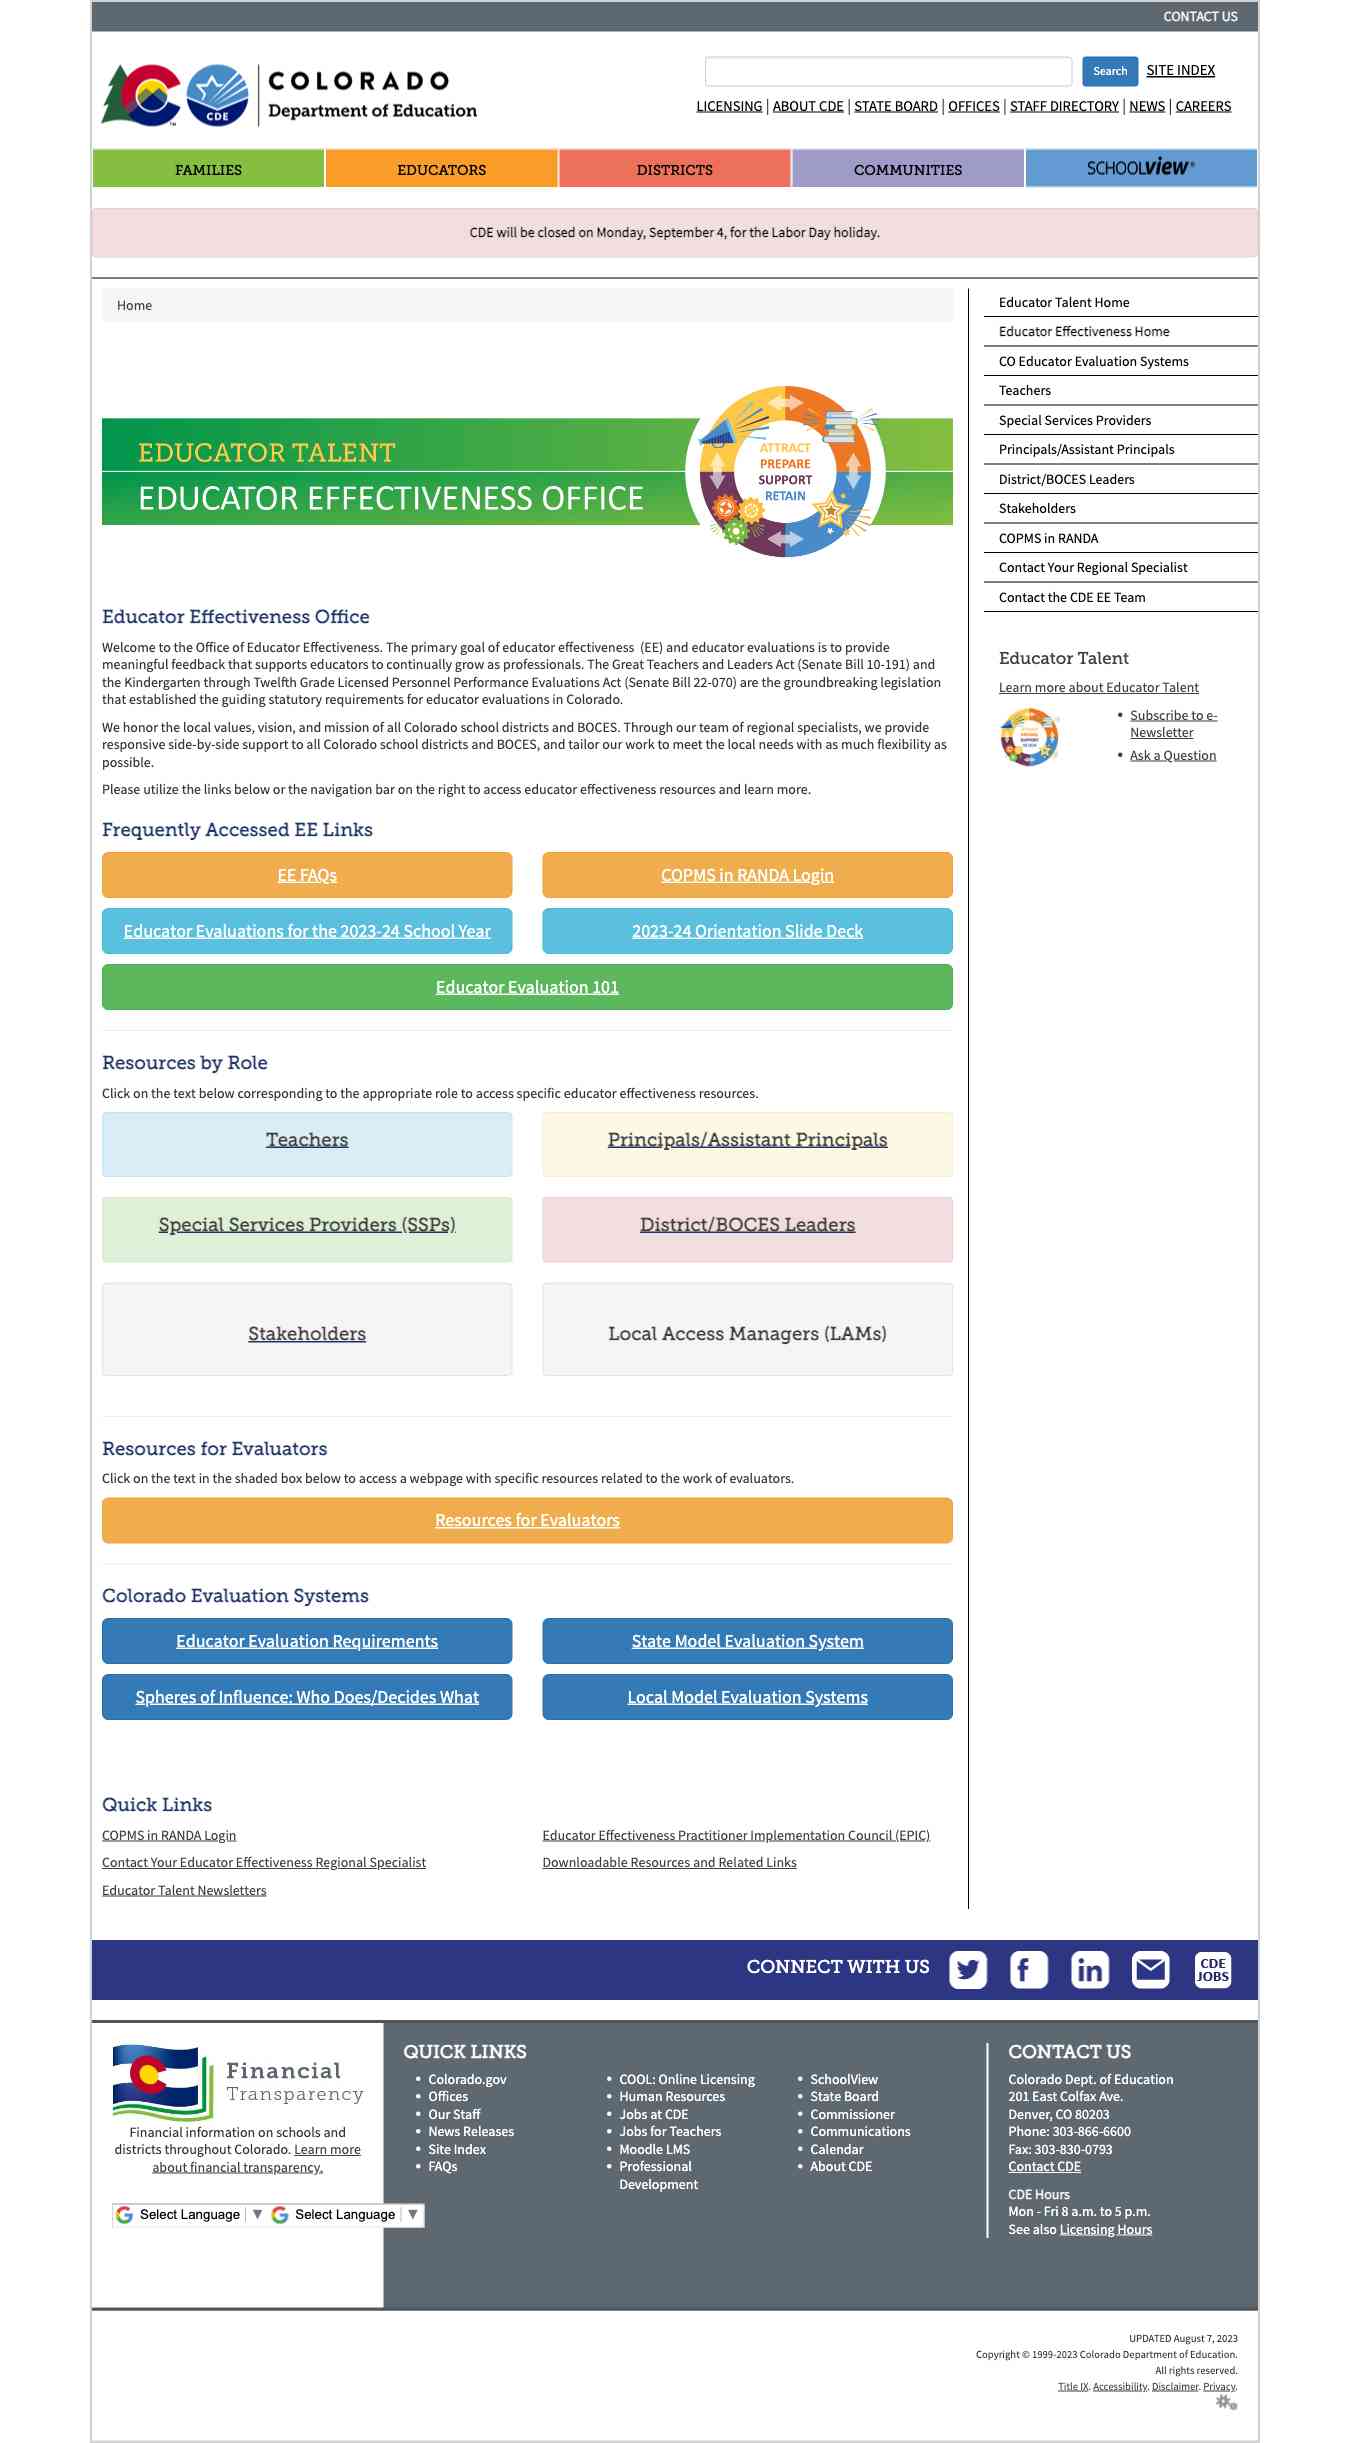 CONTACT US
CDE
COLORADO
Department of Education
Search
SITE INDEX
LICENSING | ABOUT CDE | STATE BOARD | OFFICES | STAFF DIRECTORY | NEWS | CAREERS
FAMILIES
EDUCATORS
DISTRICTS
COMMUNITIES
SCHOOLview®
CDE will be closed on Monday, September 4, for the Labor Day holiday.
Home
EDUCATOR TALENT
EDUCATOR EFFECTIVENESS OFFICE
ATTRACT
PREPARE
SUPPORT
RETAIN
Educator Effectiveness Office
Welcome to the Office of Educator Effectiveness. The primary goal of educator effectiveness (EE) and educator evaluations is to provide
meaningful feedback that supports educators to continually grow as professionals. The Great Teachers and Leaders Act (Senate Bill 10-191) and
the Kindergarten through Twelfth Grade Licensed Personnel Performance Evaluations Act (Senate Bill 22-070) are the groundbreaking legislation
that established the guiding statutory requirements for educator evaluations in Colorado.
We honor the local values, vision, and mission of all Colorado school districts and BOCES. Through our team of regional specialists, we provide
responsive side-by-side support to all Colorado school districts and BOCES, and tailor our work to meet the local needs with as much flexibility as
possible.
Please utilize the links below or the navigation bar on the right to access educator effectiveness resources and learn more.
Frequently Accessed EE Links
EE FAQs
COPMS in RANDA Login
Educator Evaluations for the 2023-24 School Year
2023-24 Orientation Slide Deck
Educator Evaluation 101
Resources by Role
Click on the text below corresponding to the appropriate role to access specific educator effectiveness resources.
Teachers
Principals/Assistant Principals
Special Services Providers (SSPs)
District/BOCES Leaders
Stakeholders
Local Access Managers (LAMs)
Resources for Evaluators
Click on the text in the shaded box below to access a webpage with specific resources related to the work of evaluators.
Resources for Evaluators
Colorado Evaluation Systems
Educator Evaluation Requirements
State Model Evaluation System
Spheres of Influence: Who Does/Decides What
Local Model Evaluation Systems
Quick Links
COPMS in RANDA Login
Educator Effectiveness Practitioner Implementation Council (EPIC)
Contact Your Educator Effectiveness Regional Specialist
Downloadable Resources and Related Links
Educator Talent Newsletters
Educator Talent Home
Educator Effectiveness Home
CO Educator Evaluation Systems
Teachers
Special Services Providers
Principals/Assistant Principals
District/BOCES Leaders
Stakeholders
COPMS in RANDA
Contact Your Regional Specialist
Contact the CDE EE Team
Educator Talent
Learn more about Educator Talent
• Subscribe to e-
Newsletter
• Ask a Question
CONNECT WITH US
CDE
JOBS
Financial
Transparency
Financial information on schools and
districts throughout Colorado. Learn more
about financial transparency.
Select Language ▼
Select Language ▼
QUICK LINKS
• Colorado.gov
• Offices
• Our Staff
• News Releases
• Site Index
• FAQs
• COOL: Online Licensing
• Human Resources
• Jobs at CDE
• Jobs for Teachers
• Moodle LMS
• Professional
Development
• SchoolView
• State Board
• Commissioner
• Communications
• Calendar
• About CDE
CONTACT US
Colorado Dept. of Education
201 East Colfax Ave.
Denver, CO 80203
Phone: 303-866-6600
Fax: 303-830-0793
Contact CDE
CDE Hours
Mon - Fri 8 a.m. to 5 p.m.
See also Licensing Hours
UPDATED August 7, 2023
Copyright © 1999-2023 Colorado Department of Education.
All rights reserved.
Title IX. Accessibility. Disclaimer. Privacy.